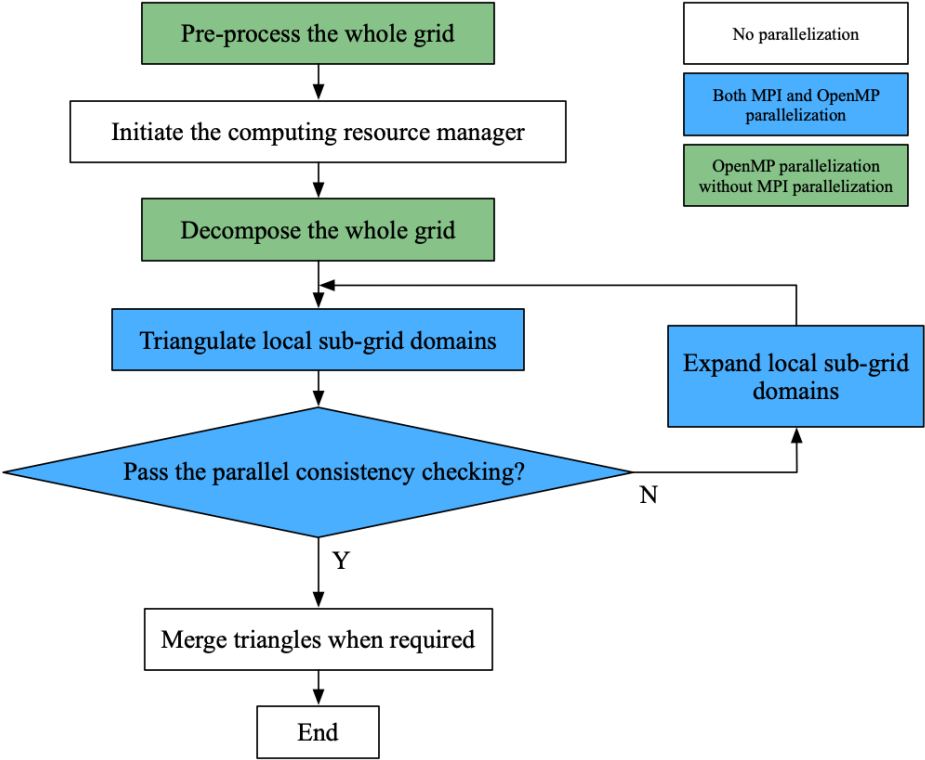 Pre-process the whole grid
Initiate the computing resource manager
Decompose the whole grid
Triangulate local sub-grid domains
Pass the parallel consistency checking?
N
Y
Expand local sub-grid
domains
Merge triangles when required
End
No parallelization
Both MPI and OpenMP
parallelization
OpenMP parallelization
without MPI parallelization